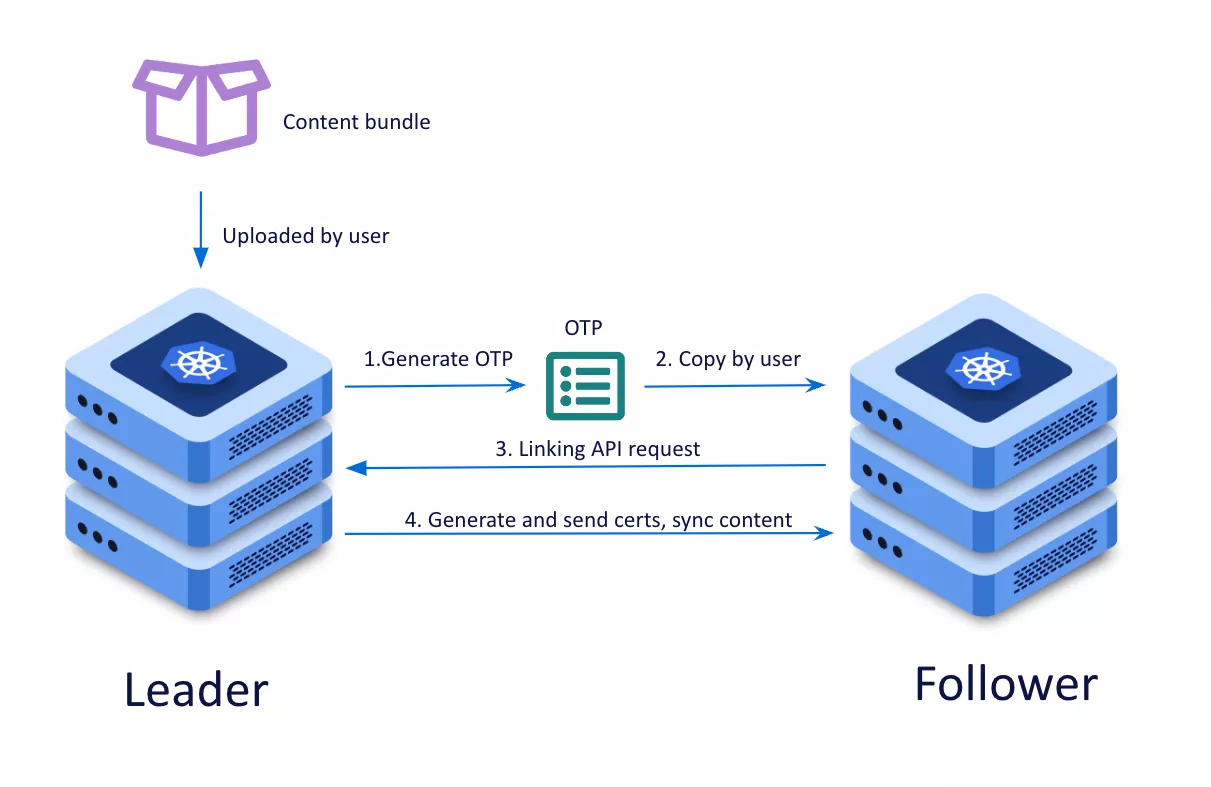 Content bundle
Uploaded by user
OTP
1.Generate OTP
2. Copy by user
3. Linking API request
4. Generate and send certs, sync content
Leader
Follower